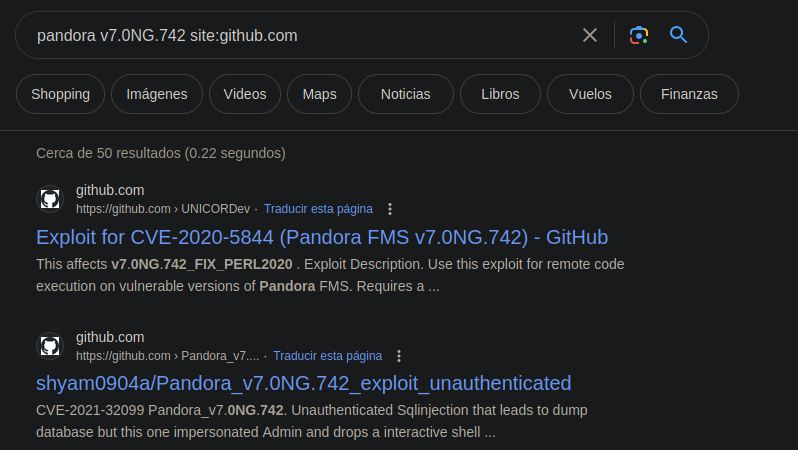 pandora v7.0NG.742 site:github.com
Shopping Imágenes Videos Maps Noticias Libros Vuelos Finanzas
Cerca de 50 resultados (0.22 segundos)
github.com
https://github.com › UNICORDev · Traducir esta página
Exploit for CVE-2020-5844 (Pandora FMS v7.0NG.742) - GitHub
This affects v7.0NG.742_FIX_PERL2020 . Exploit Description. Use this exploit for remote code
execution on vulnerable versions of Pandora FMS. Requires a ...
github.com
https://github.com › Pandora_v7.... · Traducir esta página
shyam0904a/Pandora_v7.0NG.742_exploit_unauthenticated
CVE-2021-32099 Pandora_v7.0NG.742. Unauthenticated Sqlinjection that leads to dump
database but this one impersonated Admin and drops a interactive shell ...